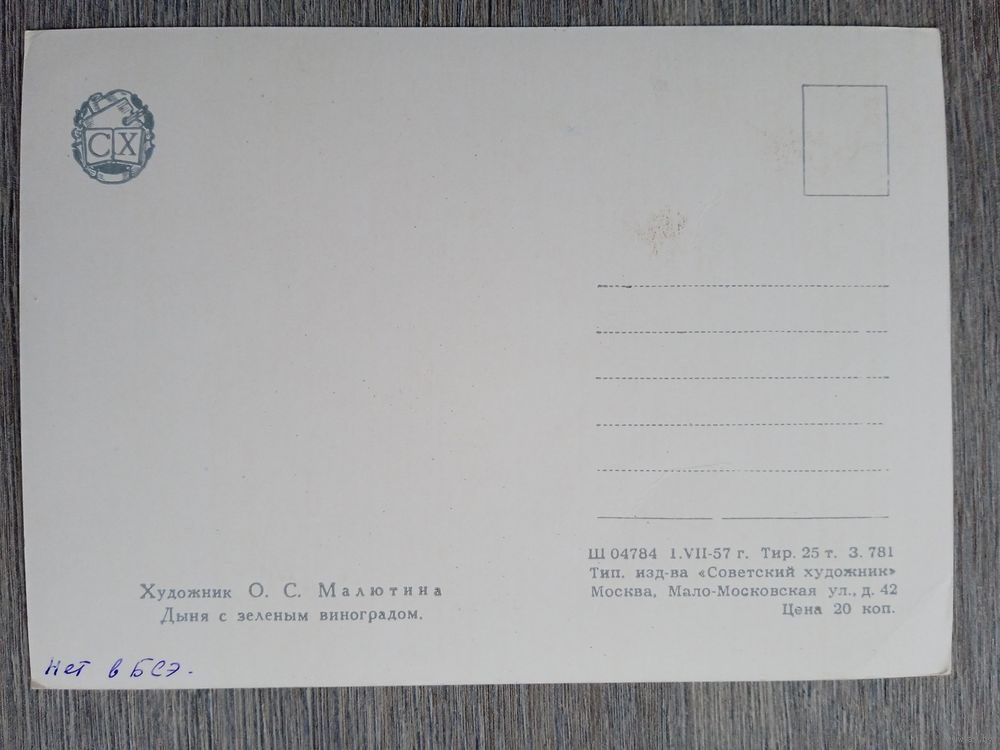 СХ
Художник О. С. Малютина
Дыня с зеленым виноградом.
Ш 04784 1.VII-57 г. Тир. 25 т. З. 781
Тип. изд-ва «Советский художник»
Москва, Мало-Московская ул., д. 42
Цена 20 коп.
Нет в БСЭ.